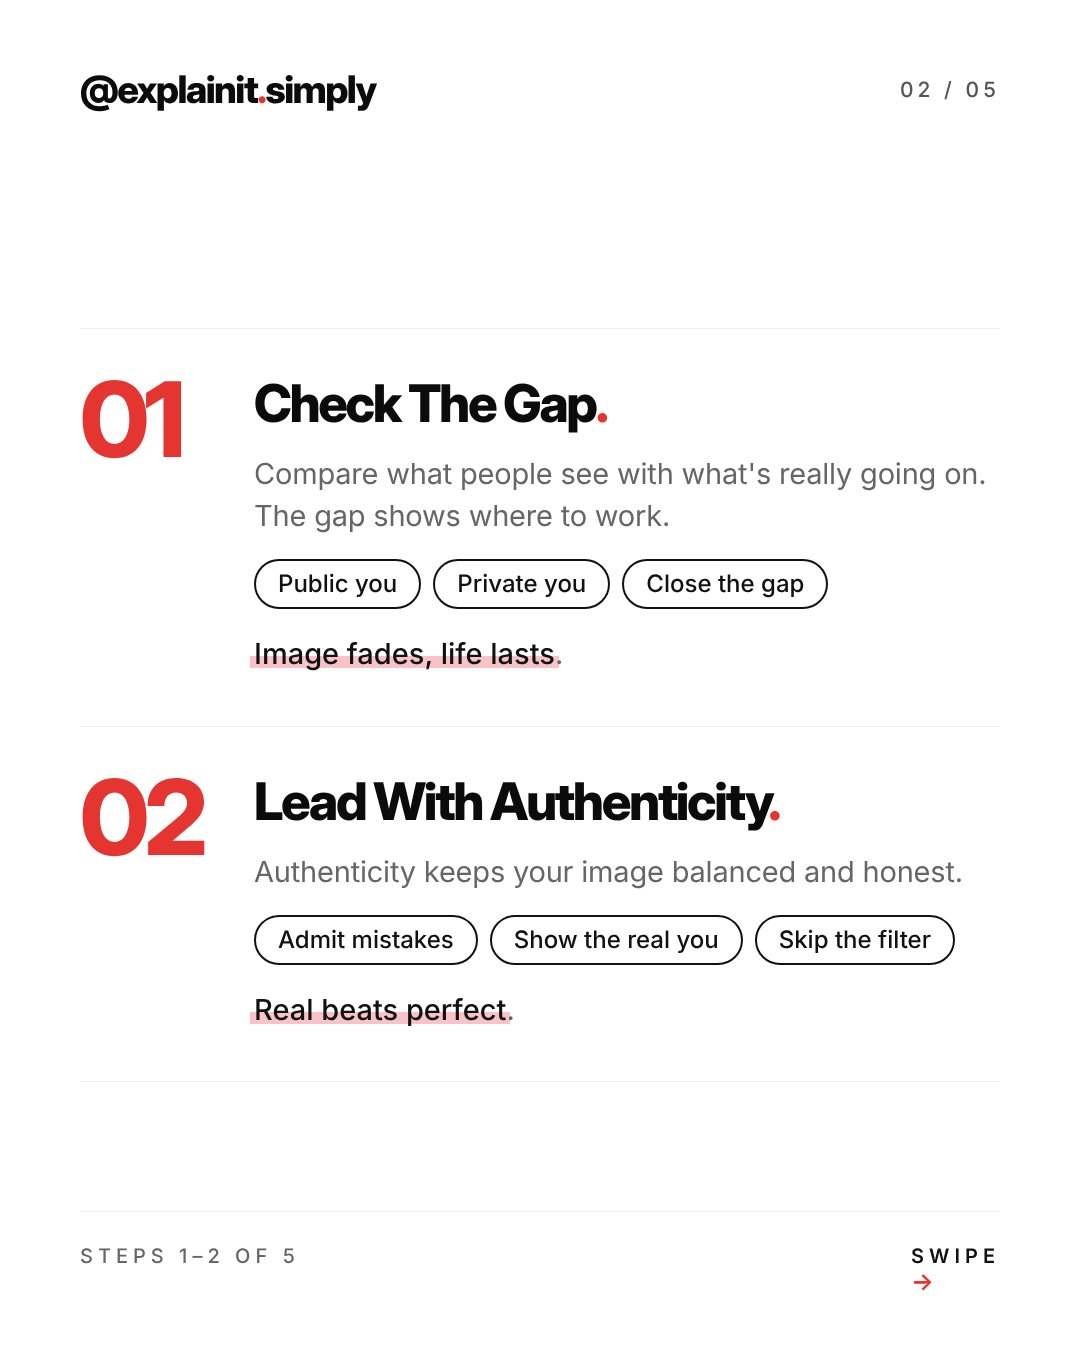 @explainit.simply
02 / 05
01
Check The Gap.
Compare what people see with what's really going on.
The gap shows where to work.
Public you
Private you
Close the gap
Image fades, life lasts.
02
Lead With Authenticity.
Authenticity keeps your image balanced and honest.
Admit mistakes
Show the real you
Skip the filter
Real beats perfect.
STEPS 1–2 OF 5
SWIPE
→